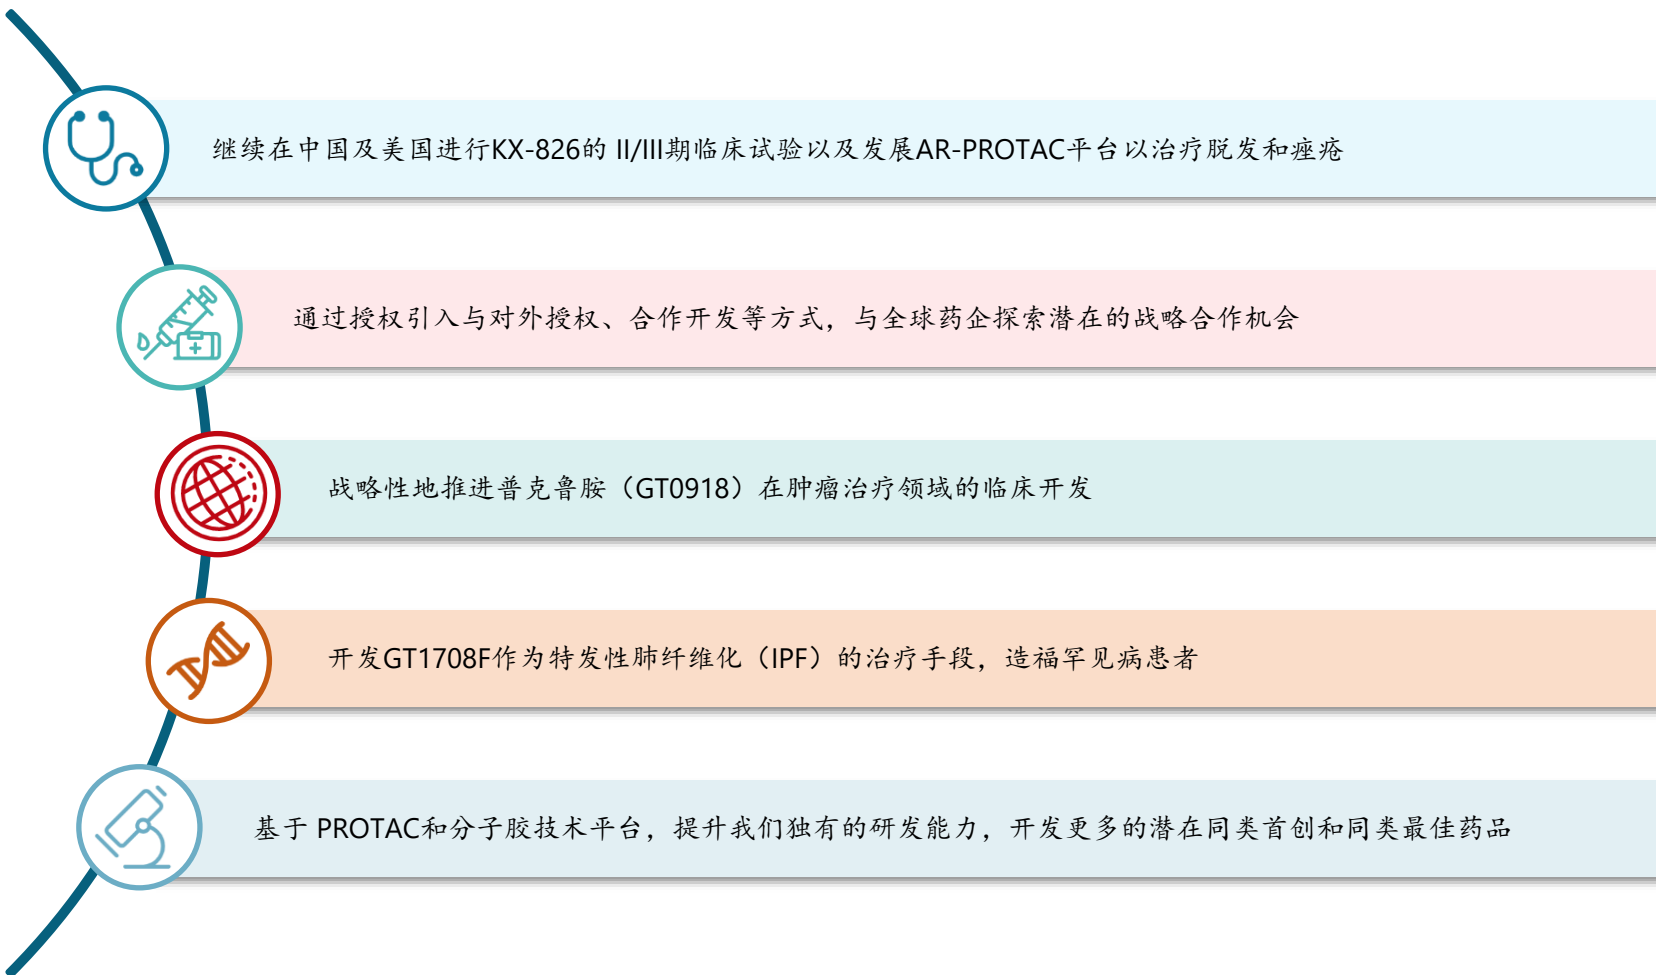 继续在中国及美国进行KX-826的 II/III期临床试验以及发展AR-PROTAC平台以治疗脱发和痤疮
通过授权引入与对外授权、合作开发等方式，与全球药企探索潜在的战略合作机会
战略性地推进普克鲁胺（GT0918）在肿瘤治疗领域的临床开发
开发GT1708F作为特发性肺纤维化（IPF）的治疗手段，造福罕见病患者
基于 PROTAC和分子胶技术平台，提升我们独有的研发能力，开发更多的潜在同类首创和同类最佳药品